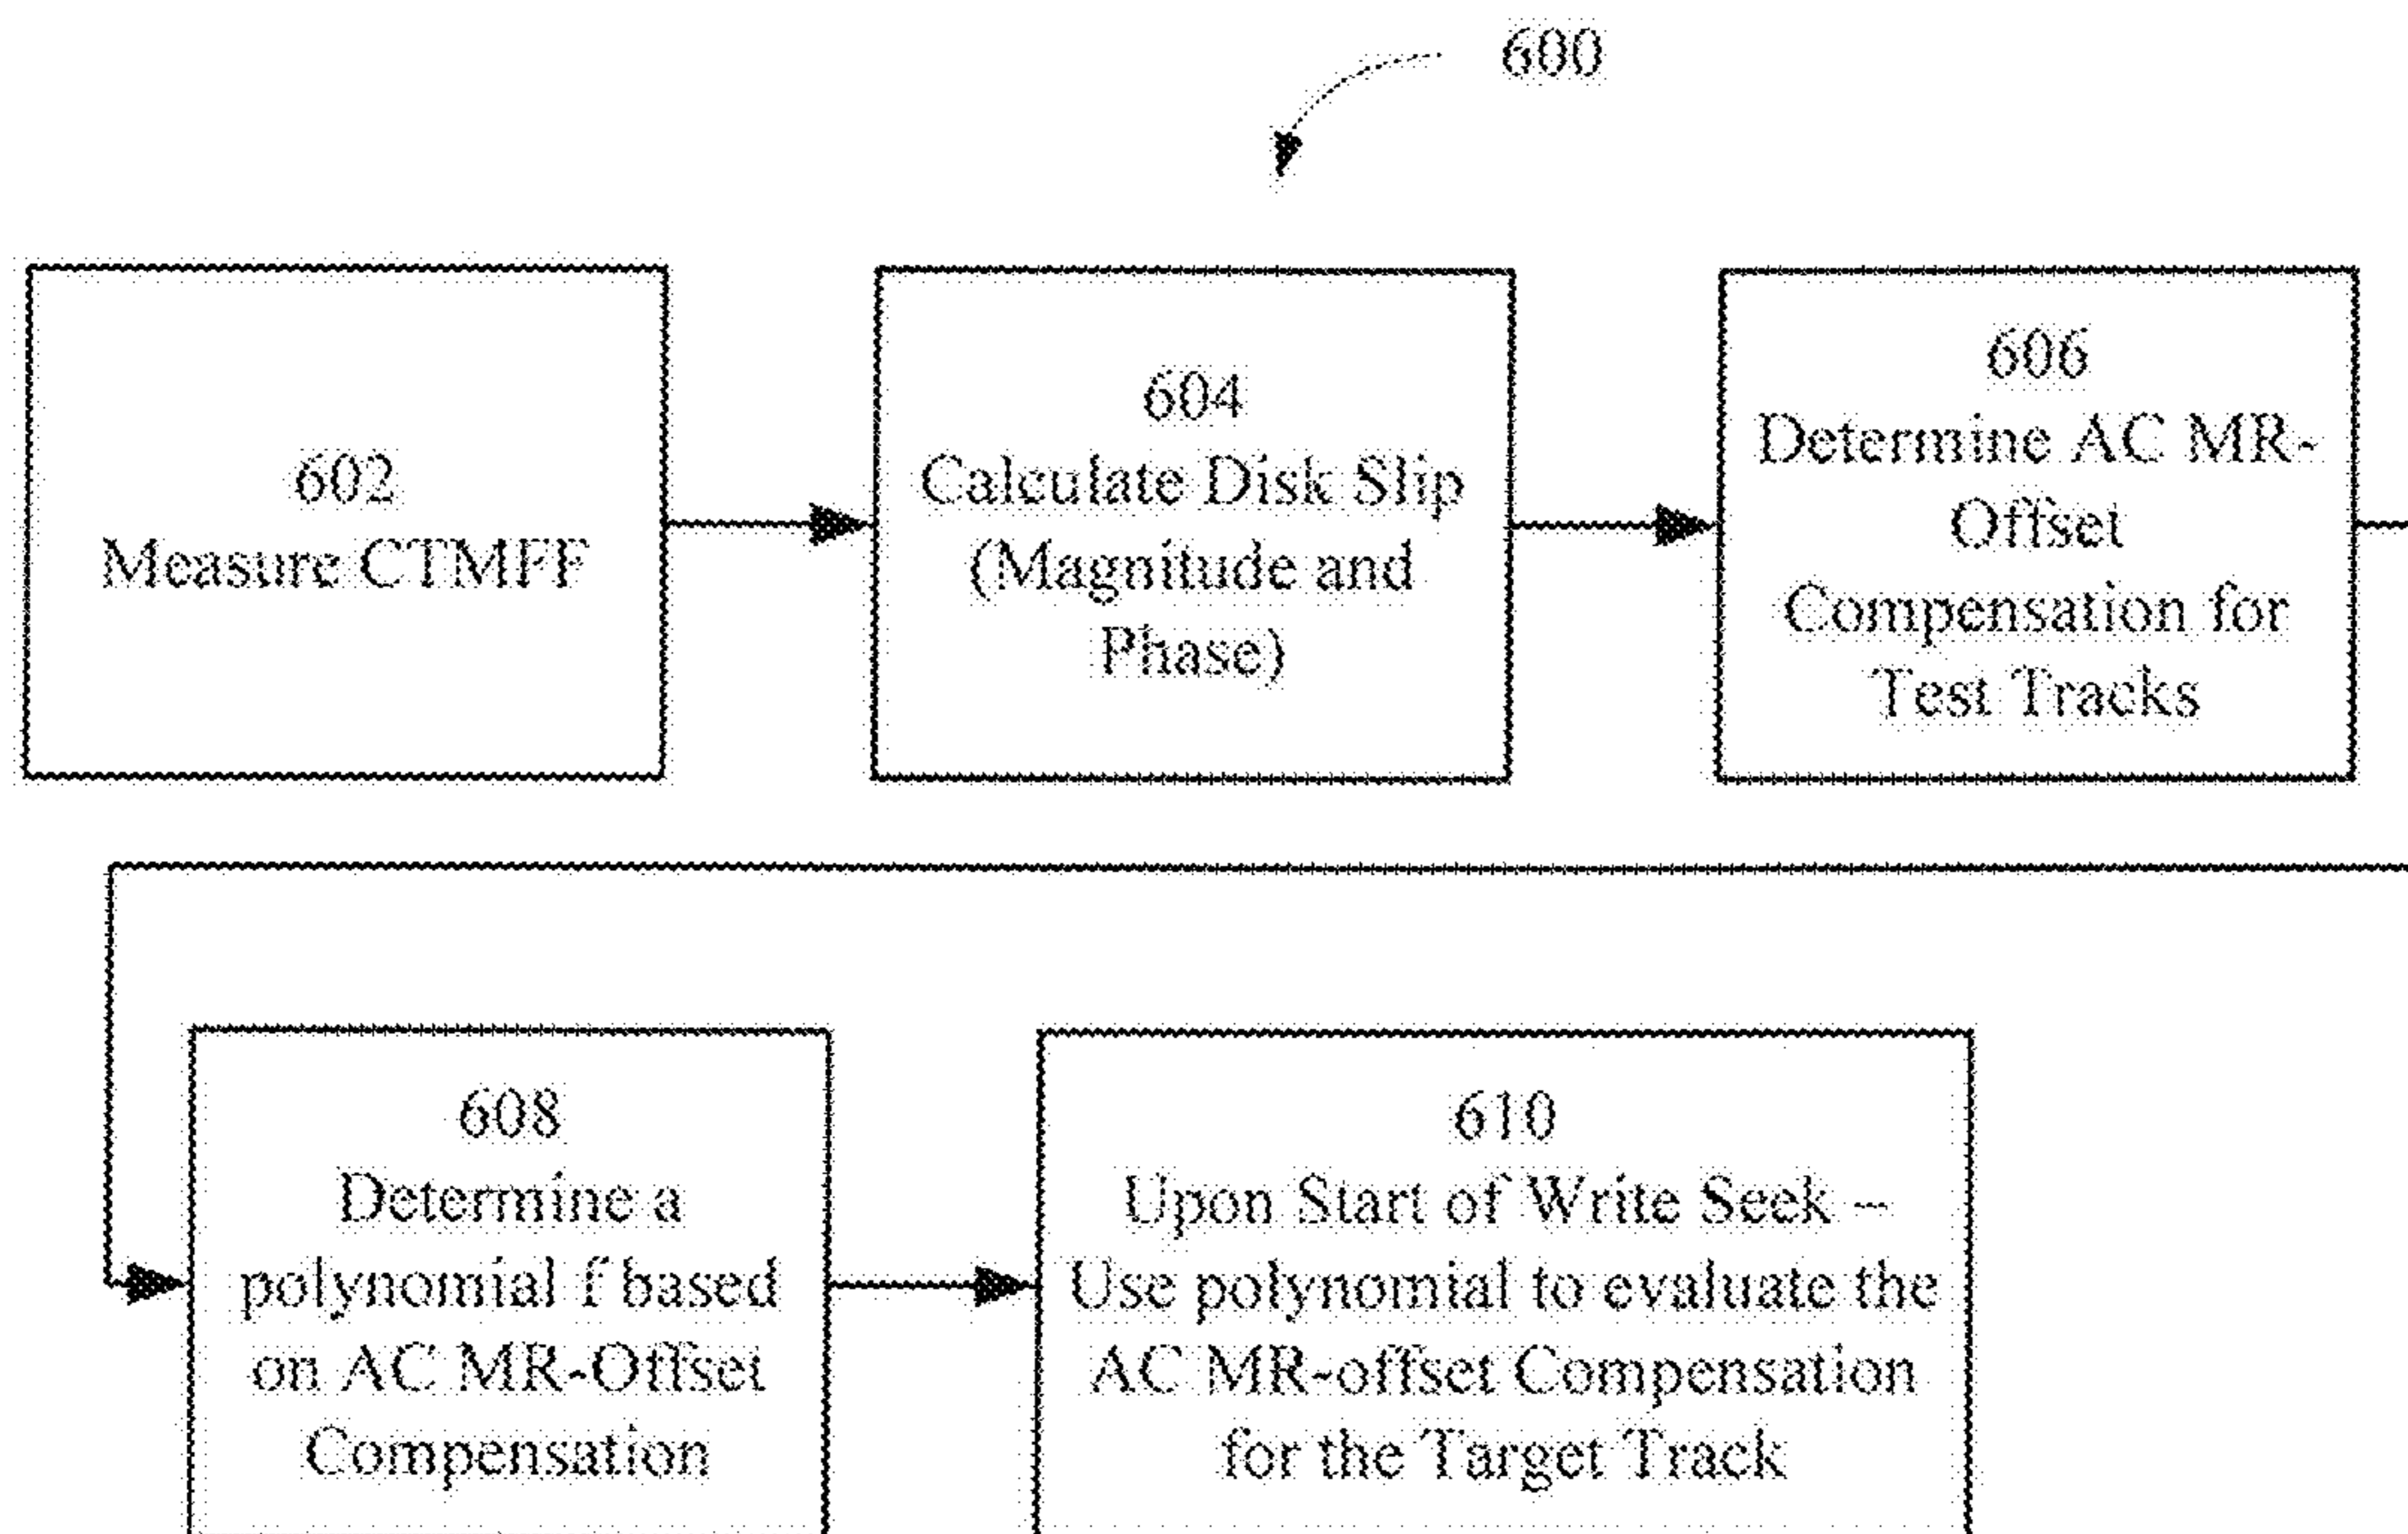 600
602
Measure CTMFF
604
Calculate Disk Slip
(Magnitude and
Phase)
606
Determine AC MR-
Offset
Compensation for
Test Tracks
608
Determine a
polynomial f based
on AC MR-Offset
Compensation
610
Upon Start of Write Seek –
Use polynomial to evaluate the
AC MR-offset Compensation
for the Target Track